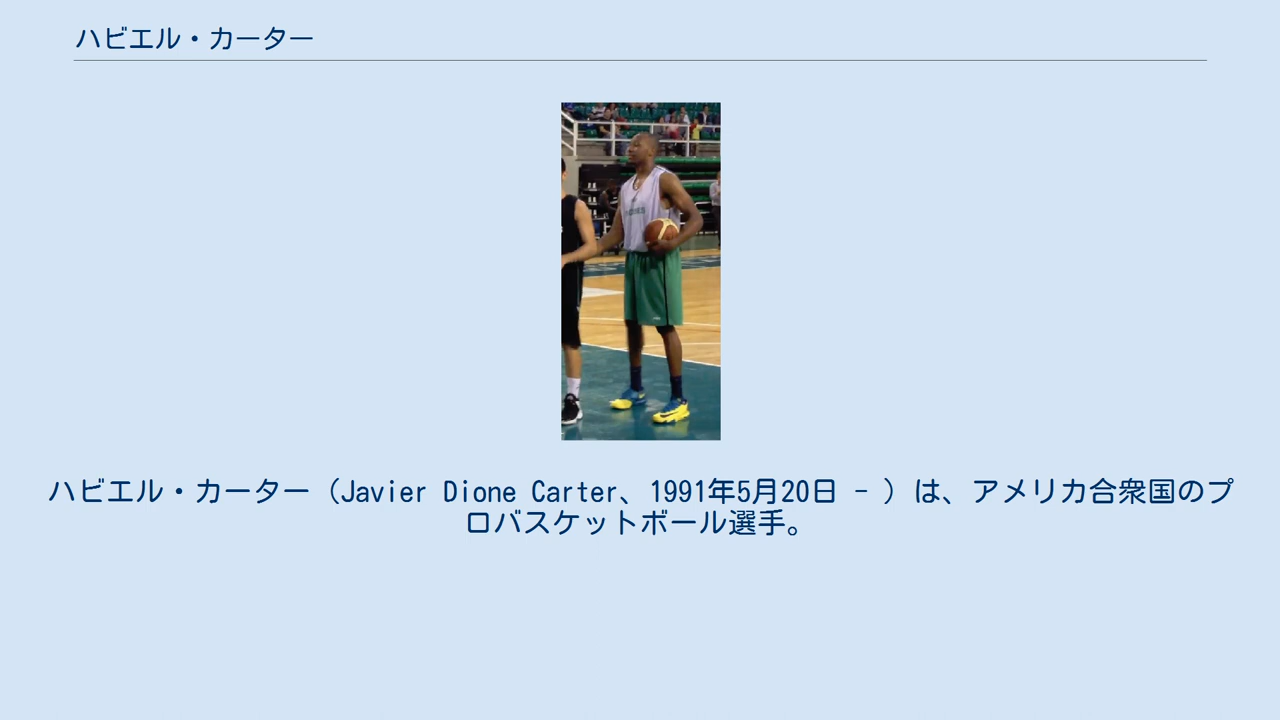 ハビエル・カーター
ハビエル・カーター（Javier Dione Carter、1991年5月20日 - ）は、アメリカ合衆国のプ
ロバスケットボール選手。